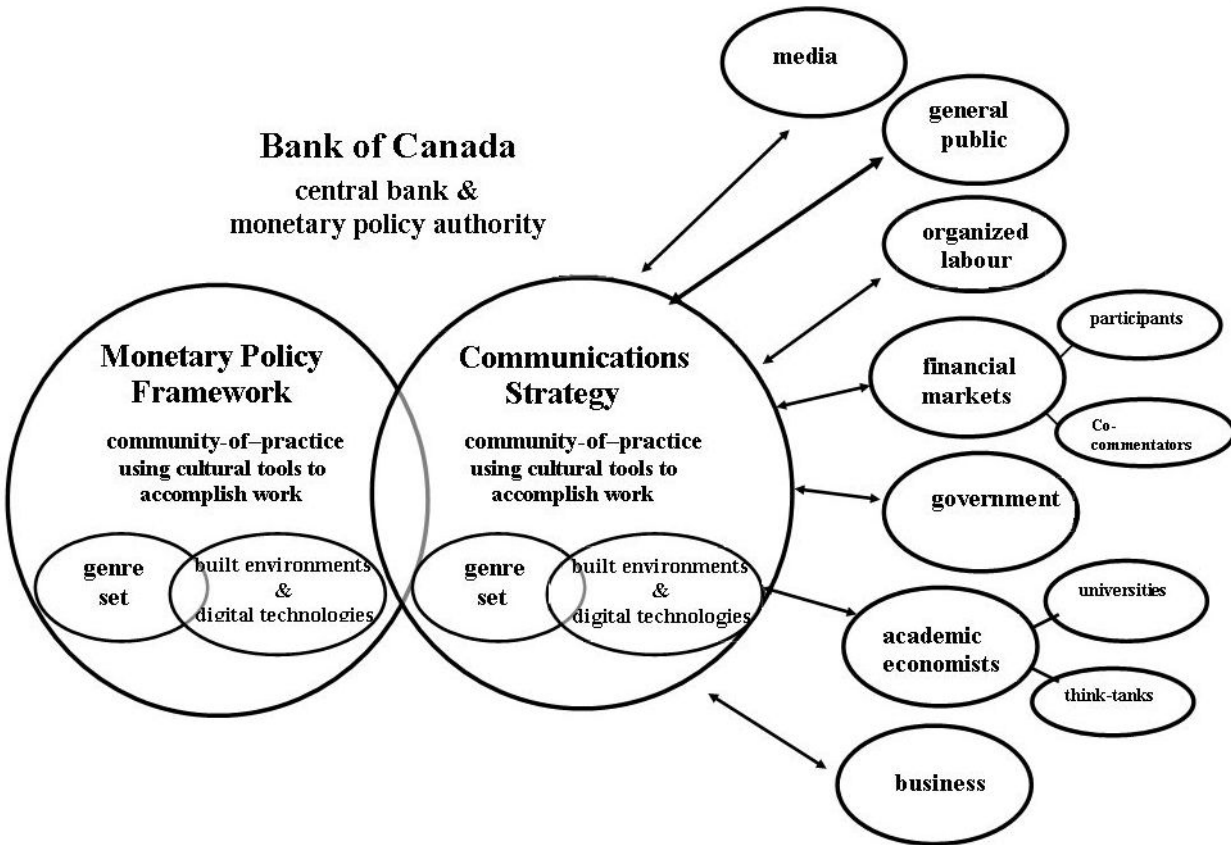 media
general
public
Bank of Canada
central bank &
monetary policy authority
organized
labour
participants
financial
markets
Co-
commentators
Monetary Policy
Framework
community-of–practice
using cultural tools to
accomplish work
genre
set
built environments
&
digital technologies
Communications
Strategy
community-of–practice
using cultural tools to
accomplish work
genre
set
built environments
&
digital technologies
government
universities
academic
economists
think-tanks
business